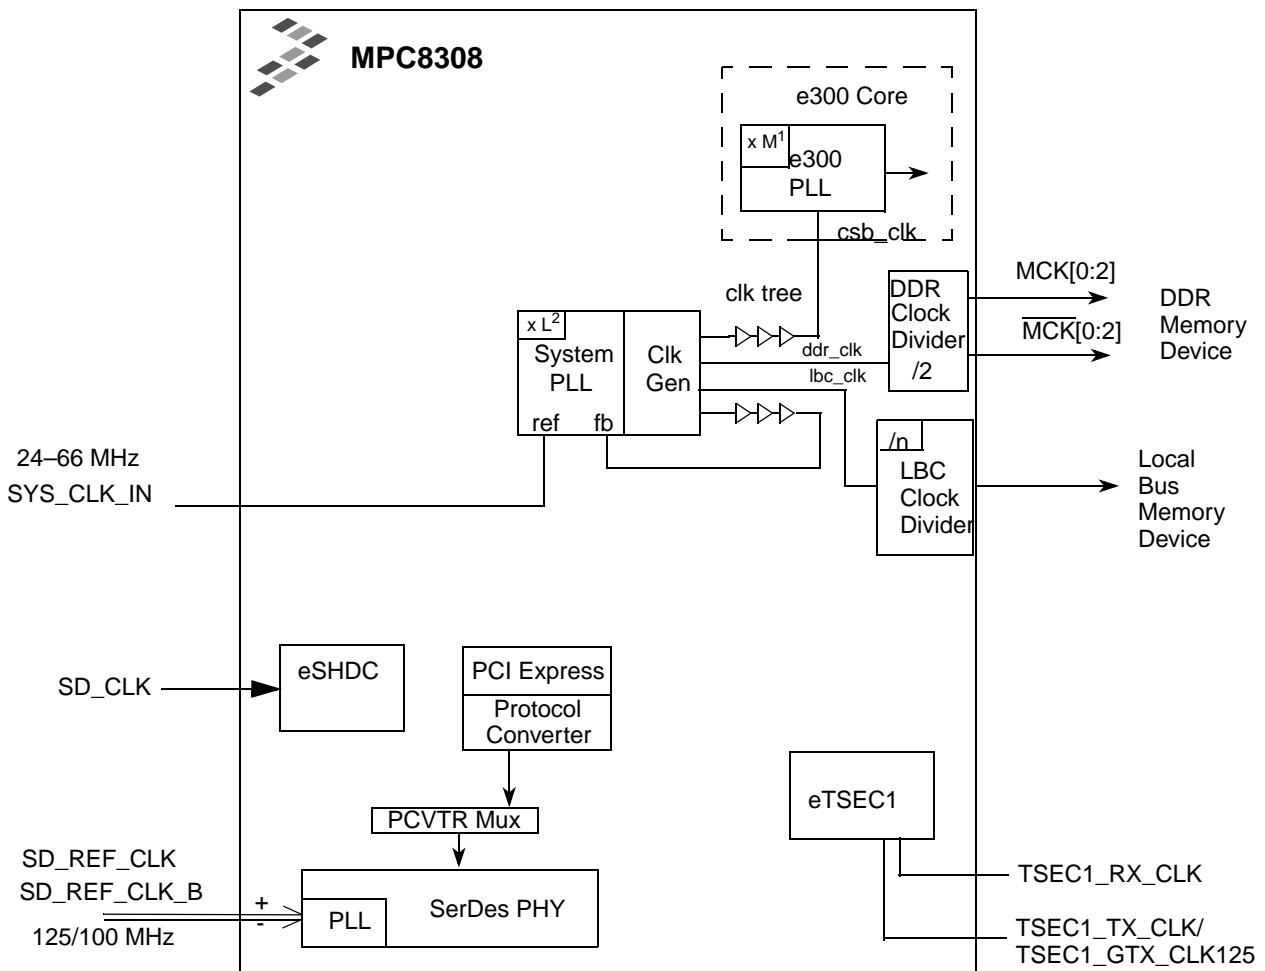 MPC8308
e300 Core
x M1
e300
PLL
csb_clk
MCK[0:2]
MCK[0:2]
DDR
Memory
Device
clk tree
DDR
Clock
Divider
/2
x L2
System
PLL
ref fb
Clk
Gen
ddr_clk
lbc_clk
24–66 MHz
SYS_CLK_IN
/n
LBC
Clock
Divider
Local
Bus
Memory
Device
SD_CLK
eSHDC
PCI Express
Protocol
Converter
PCVTR Mux
eTSEC1
SD_REF_CLK
SD_REF_CLK_B
+
-
125/100 MHz
PLL
SerDes PHY
TSEC1_RX_CLK
TSEC1_TX_CLK/
TSEC1_GTX_CLK125